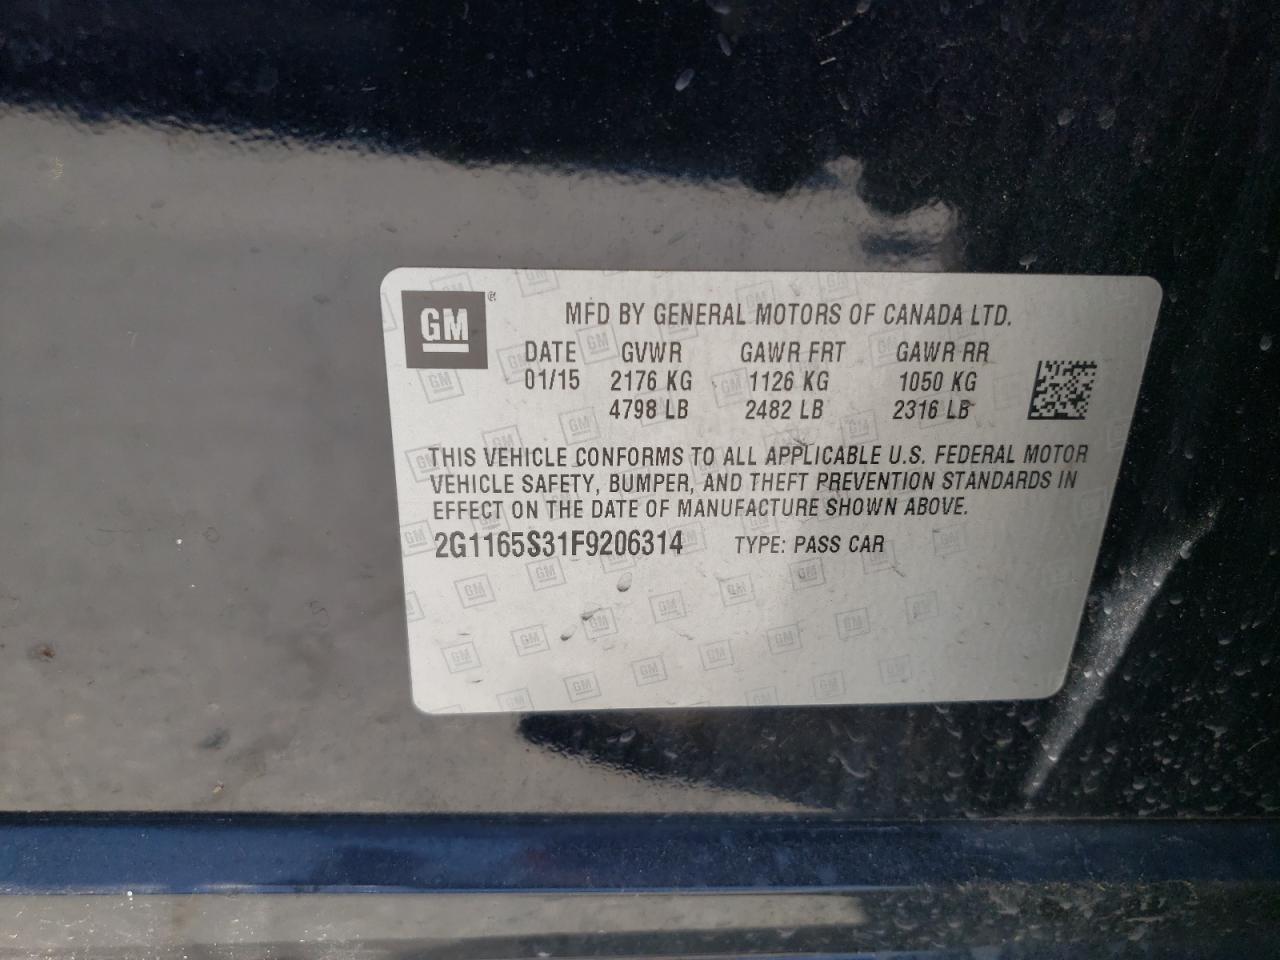 GM®
MFD BY GENERAL MOTORS OF CANADA LTD.
DATE GVWR GAWR FRT GAWR RR
01/15 2176 KG 1126 KG 1050 KG
4798 LB 2482 LB 2316 LB
THIS VEHICLE CONFORMS TO ALL APPLICABLE U.S. FEDERAL MOTOR
VEHICLE SAFETY, BUMPER, AND THEFT PREVENTION STANDARDS IN
EFFECT ON THE DATE OF MANUFACTURE SHOWN ABOVE.
2G1165S31F9206314 TYPE: PASS CAR